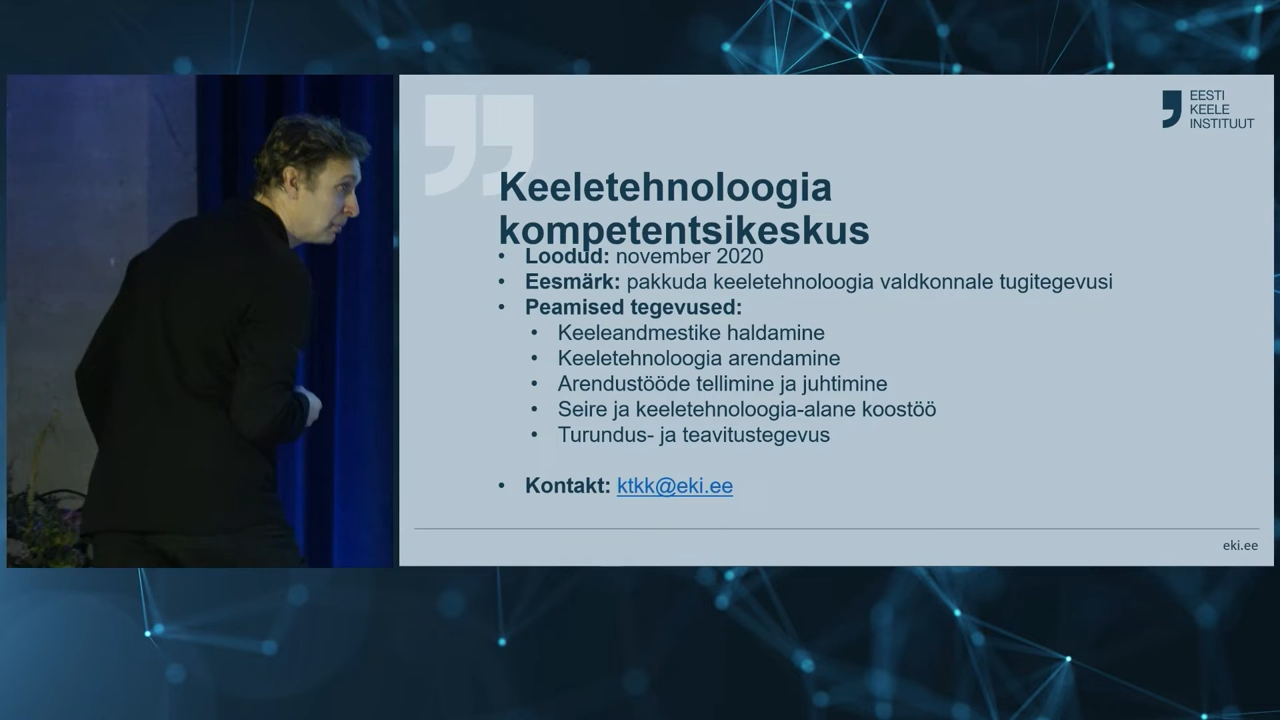 EESTI
KEELE
INSTITUUT
Keeletehnoloogia
kompetentsikeskus
• Loodud: november 2020
• Eesmärk: pakkuda keeletehnoloogia valdkonnale tugitegevusi
• Peamised tegevused:
• Keeleandmestike haldamine
• Keeletehnoloogia arendamine
• Arendustööde tellimine ja juhtimine
• Seire ja keeletehnoloogia-alane koostöö
• Turundus- ja teavitustegevus
• Kontakt: ktkk@eki.ee
eki.ee